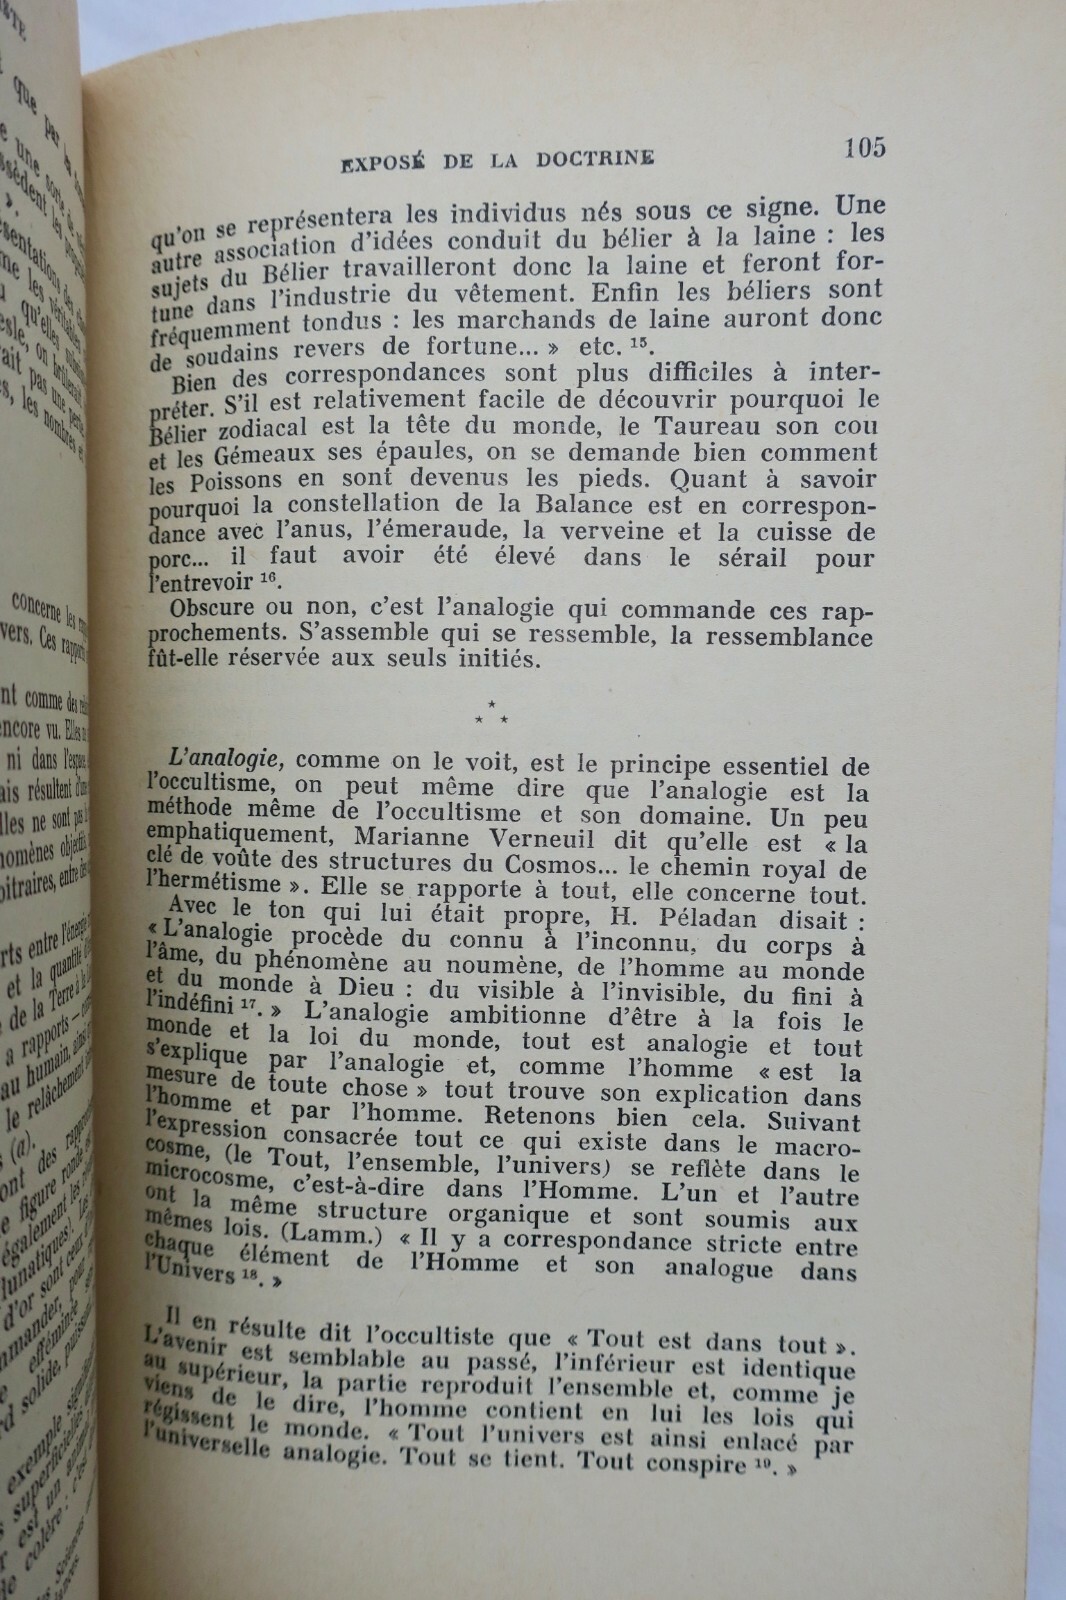 EXPOSÉ DE LA DOCTRINE 105
qu'on se représentera les individus nés sous ce signe. Une
autre association d'idées conduit du bélier à la laine : les
sujets du Bélier travailleront donc la laine et feront for-
tune dans l'industrie du vêtement. Enfin les béliers sont
fréquemment tondus : les marchands de laine auront donc
de soudains revers de fortune... » etc. ¹⁵.
Bien des correspondances sont plus difficiles à inter-
préter. S'il est relativement facile de découvrir pourquoi le
Bélier zodiacal est la tête du monde, le Taureau son cou
et les Gémeaux ses épaules, on se demande bien comment
les Poissons en sont devenus les pieds. Quant à savoir
pourquoi la constellation de la Balance est en correspon-
dance avec l'anus, l'émeraude, la verveine et la cuisse de
porc... il faut avoir été élevé dans le sérail pour
l'entrevoir ¹⁶.
Obscure ou non, c'est l'analogie qui commande ces rap-
prochements. S'assemble qui se ressemble, la ressemblance
fût-elle réservée aux seuls initiés.
*
* *
L'analogie, comme on le voit, est le principe essentiel de
l'occultisme, on peut même dire que l'analogie est la
méthode même de l'occultisme et son domaine. Un peu
emphatiquement, Marianne Verneuil dit qu'elle est « la
clé de voûte des structures du Cosmos... le chemin royal de
l'hermétisme ». Elle se rapporte à tout, elle concerne tout.
Avec le ton qui lui était propre, H. Péladan disait :
« L'analogie procède du connu à l'inconnu, du corps à
l'âme, du phénomène au noumène, de l'homme au monde
et du monde à Dieu : du visible à l'invisible, du fini à
l'indéfini ¹⁷. » L'analogie ambitionne d'être à la fois le
monde et la loi du monde, tout est analogie et tout
s'explique par l'analogie et, comme l'homme « est la
mesure de toute chose » tout trouve son explication dans
l'homme et par l'homme. Retenons bien cela. Suivant
l'expression consacrée tout ce qui existe dans le macro-
cosme, (le Tout, l'ensemble, l'univers) se reflète dans le
microcosme, c'est-à-dire dans l'Homme. L'un et l'autre
ont la même structure organique et sont soumis aux
mêmes lois. (Lamm.) « Il y a correspondance stricte entre
chaque élément de l'Homme et son analogue dans
l'Univers ¹⁸. »
Il en résulte dit l'occultiste que « Tout est dans tout ».
L'avenir est semblable au passé, l'inférieur est identique
au supérieur, la partie reproduit l'ensemble et, comme je
viens de le dire, l'homme contient en lui les lois qui
régissent le monde. « Tout l'univers est ainsi enlacé par
l'universelle analogie. Tout se tient. Tout conspire ¹⁹. »